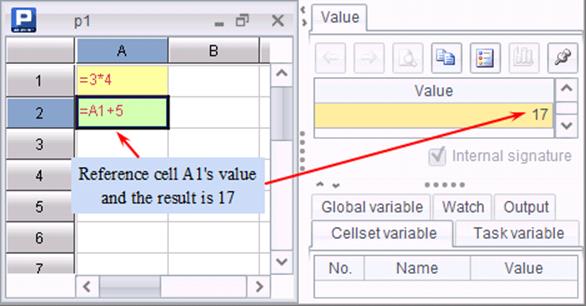 P p1
A B
1 =3*4
2 =A1+5
3
4
5
6
7
Reference cell A1's value
and the result is 17
Value
Value
17
Internal signature
Global variable Watch Output
Cellset variable Task variable
No. Name Value